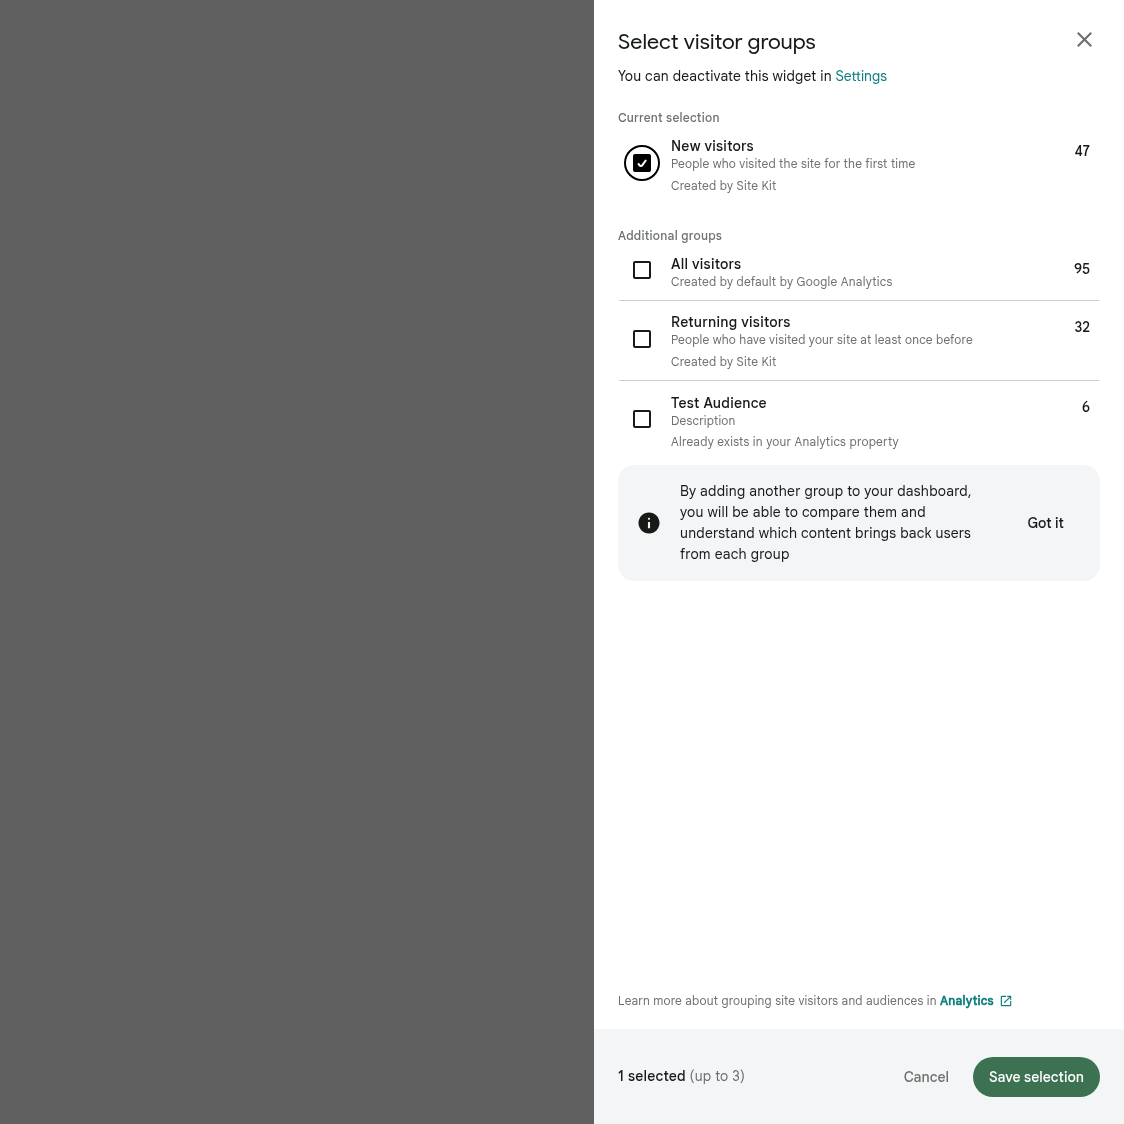 Select visitor groups
You can deactivate this widget in Settings
Current selection
New visitors
47
People who visited the site for the first time
Created by Site Kit
Additional groups
All visitors
95
Created by default by Google Analytics
Returning visitors
32
People who have visited your site at least once before
Created by Site Kit
Test Audience
6
Description
Already exists in your Analytics property
By adding another group to your dashboard,
you will be able to compare them and
understand which content brings back users
from each group
Got it
Learn more about grouping site visitors and audiences in Analytics
1 selected (up to 3)
Cancel
Save selection